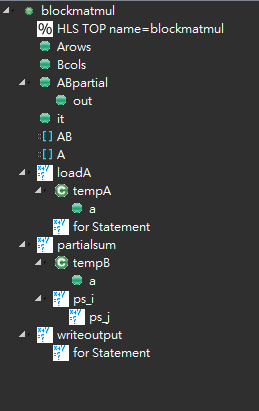 blockmatmul
% HLS TOP name=blockmatmul
Arows
Bcols
ABpartial
out
it
[] AB
[] A
loadA
C tempA
a
for Statement
partialsum
C tempB
a
ps_i
ps_j
writeoutput
for Statement